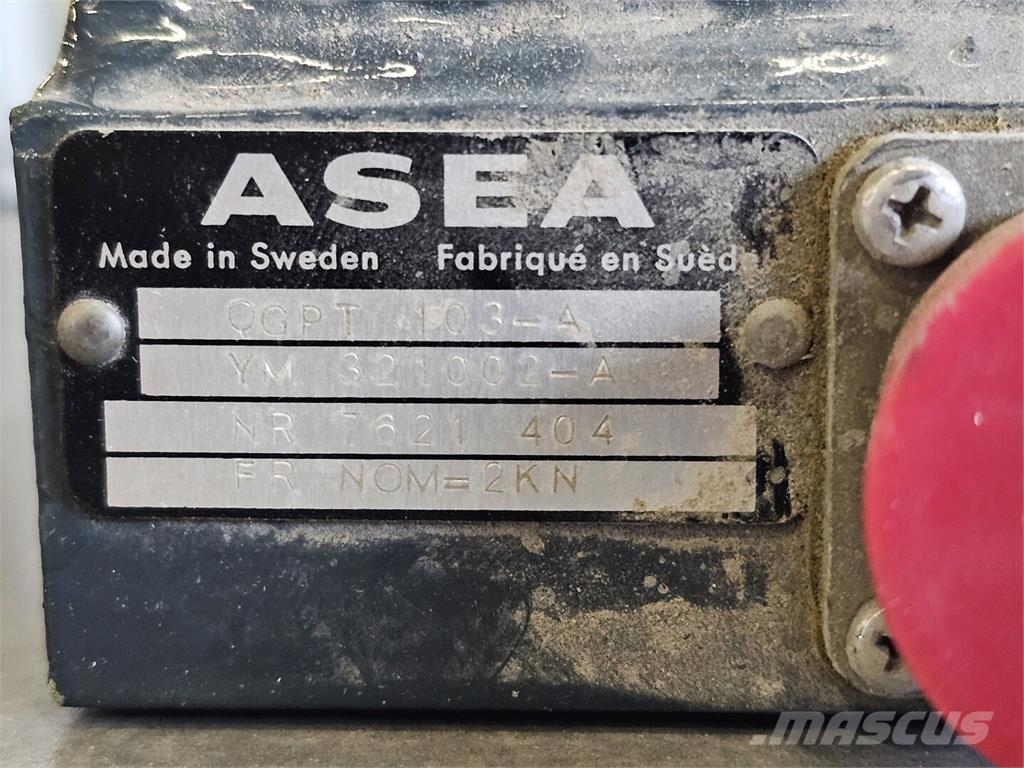 ASEA
Made in Sweden Fabriqué en Suède
QGPT 103-A
YM 321002-A
NR 7621 404
FR NOM=2KN
MASCUS